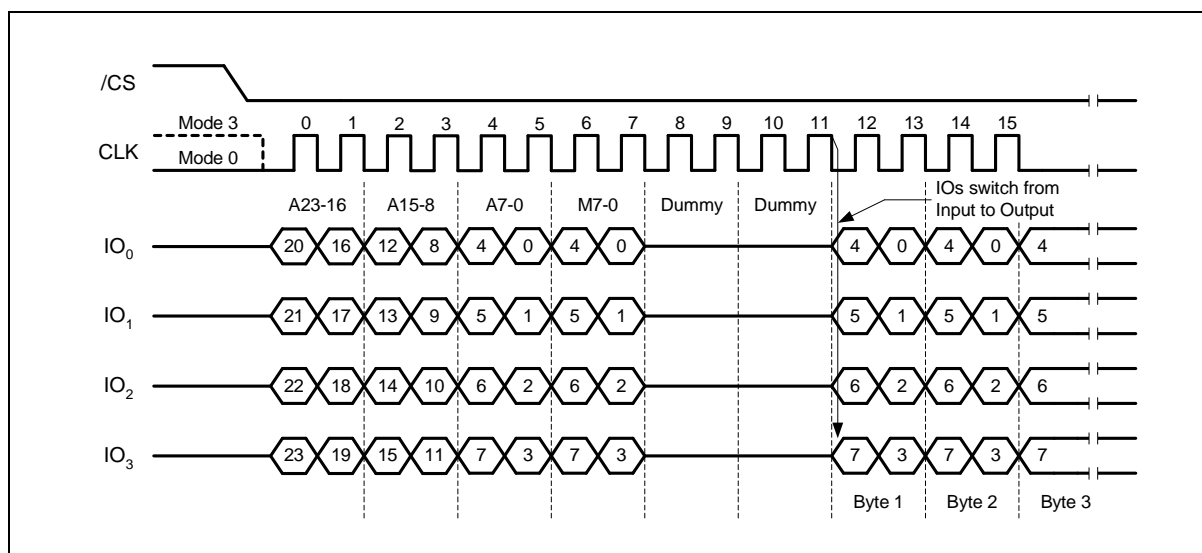 /CS
Mode 3
0 1 2 3 4 5 6 7 8 9 10 11 12 13 14 15
CLK
Mode 0
IOs switch from
Input to Output
A23-16 A15-8 A7-0 M7-0 Dummy Dummy
IO0 20 16 12 8 4 0 4 0 4 0 4 0 4
IO1 21 17 13 9 5 1 5 1 5 1 5 1 5
IO2 22 18 14 10 6 2 6 2 6 2 6 2 6
IO3 23 19 15 11 7 3 7 3 7 3 7 3 7
Byte 1 Byte 2 Byte 3